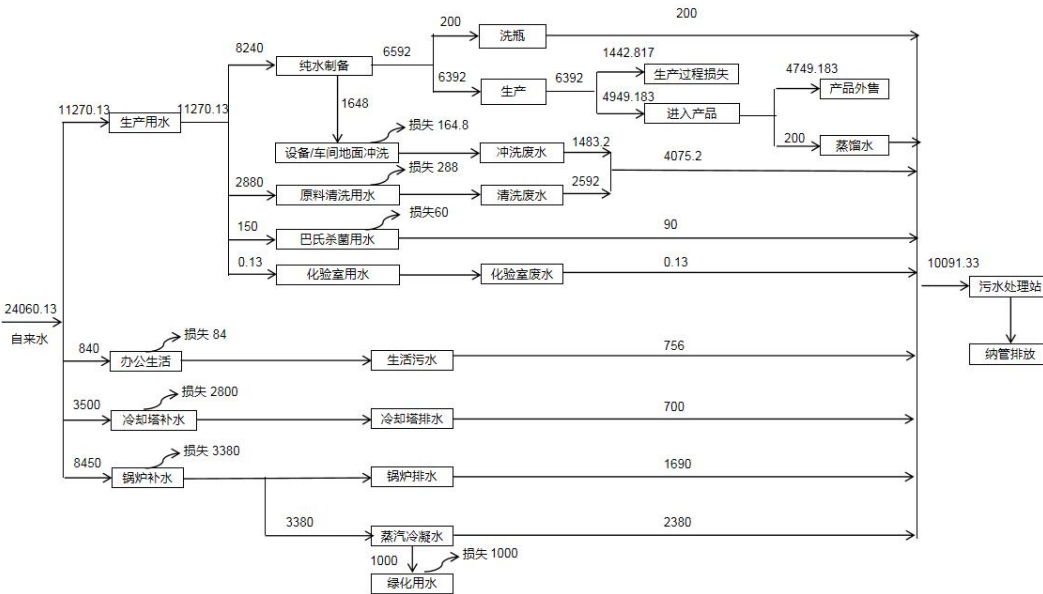 200
200
洗瓶
8240
6592
纯水制备
1442.817
生产过程损失
4749.183
产品外售
6392
生产
6392
4949.183
进入产品
11270.13
生产用水
11270.13
1648
200
蒸馏水
损失 164.8
设备/车间地面冲洗
冲洗废水
1483.2
4075.2
损失 288
2880
原料清洗用水
清洗废水
2592
损失60
150
巴氏杀菌用水
90
0.13
化验室用水
化验室废水
0.13
10091.33
污水处理站
24060.13
自来水
纳管排放
损失 84
840
办公生活
生活污水
756
损失 2800
3500
冷却塔补水
冷却塔排水
700
损失 3380
8450
锅炉补水
锅炉排水
1690
3380
蒸汽冷凝水
2380
1000
损失 1000
绿化用水